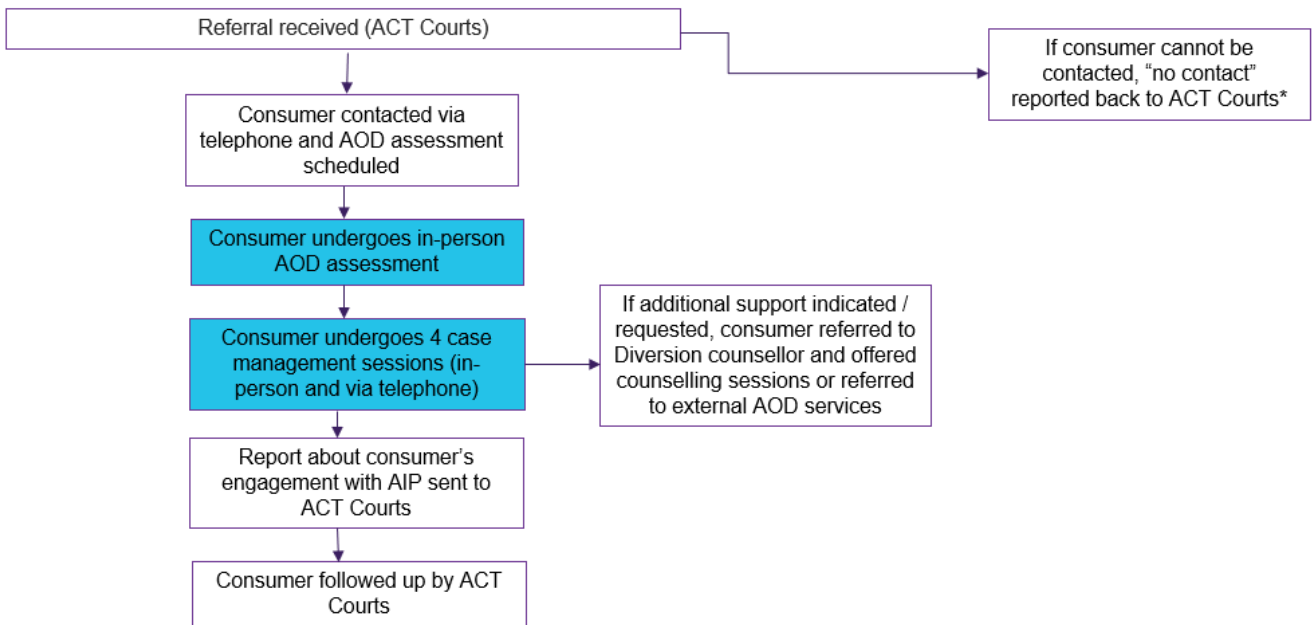 Referral received (ACT Courts)
If consumer cannot be
contacted, “no contact”
reported back to ACT Courts*
Consumer contacted via
telephone and AOD assessment
scheduled
Consumer undergoes in-person
AOD assessment
Consumer undergoes 4 case
management sessions (in-
person and via telephone)
If additional support indicated /
requested, consumer referred to
Diversion counsellor and offered
counselling sessions or referred
to external AOD services
Report about consumer’s
engagement with AIP sent to
ACT Courts
Consumer followed up by ACT
Courts